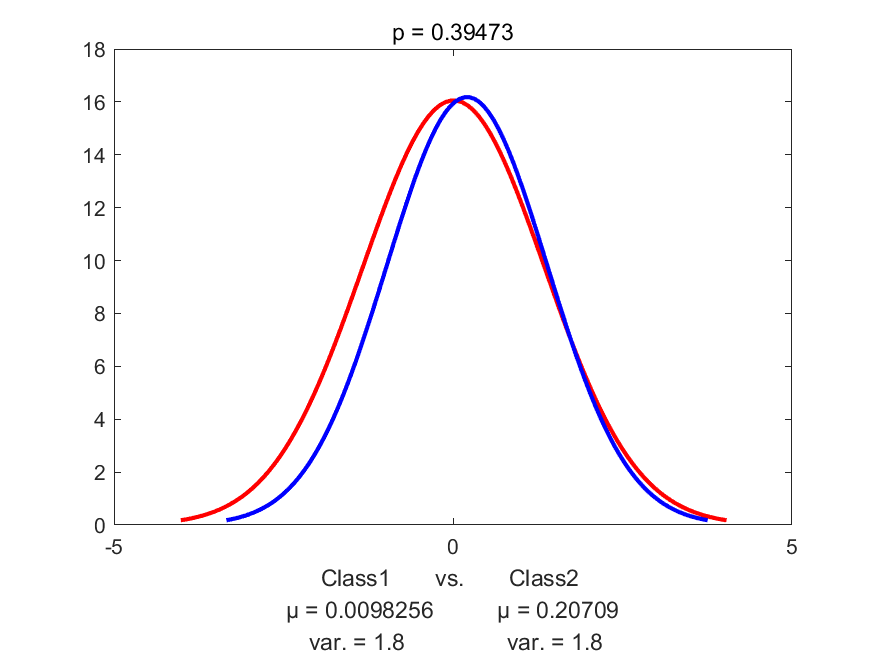 p = 0.39473
18
16
14
12
10
8
6
4
2
0
-5 0 5
Class1 vs. Class2
μ = 0.0098256 μ = 0.20709
var. = 1.8 var. = 1.8